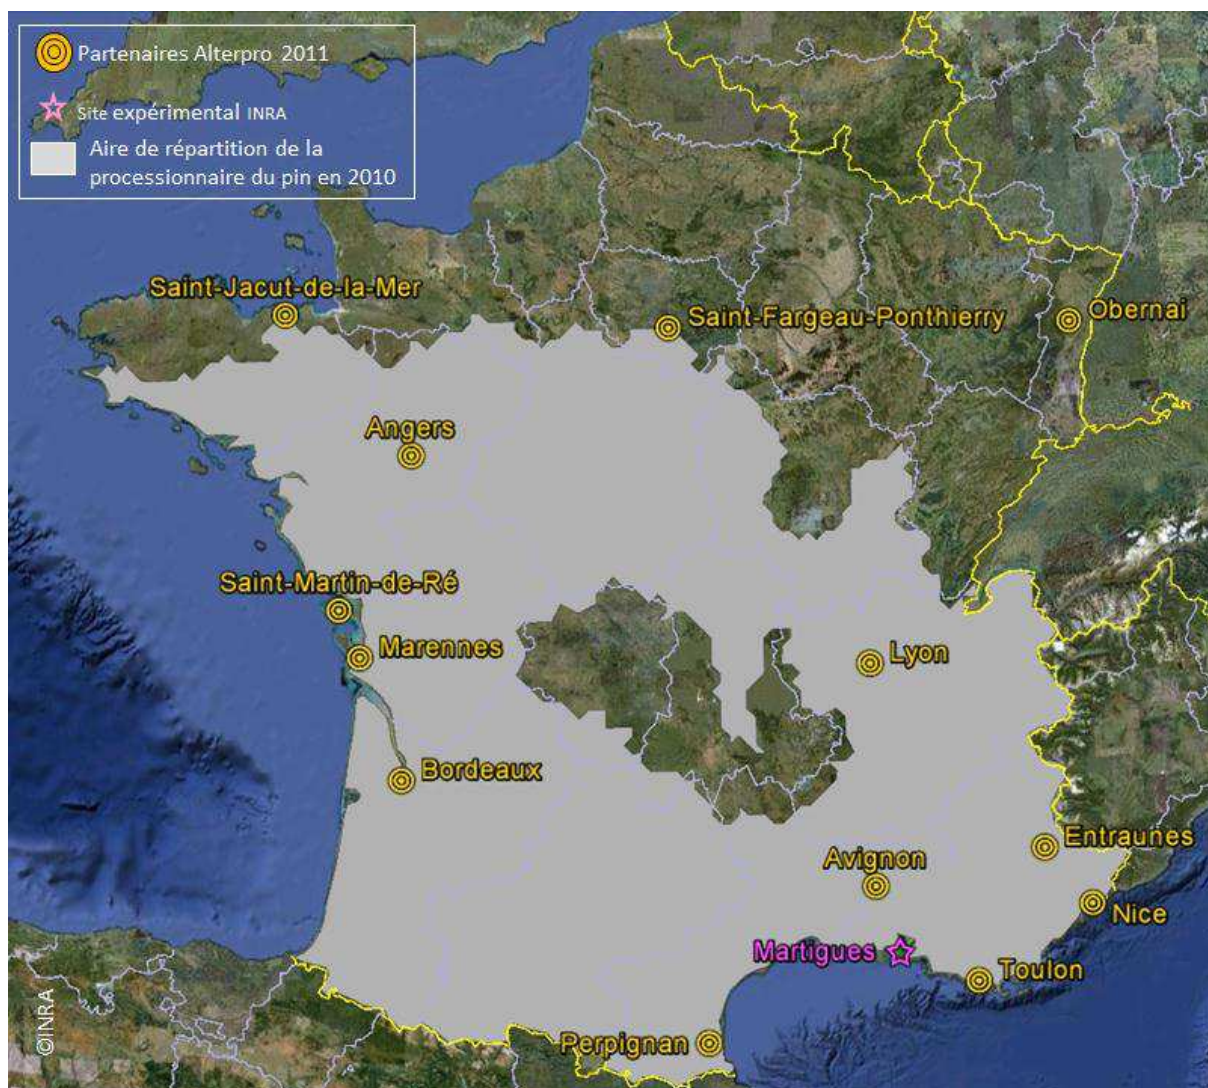 Partenaires Alterpro 2011
Site expérimental INRA
Aire de répartition de la
processionnaire du pin en 2010
Saint-Jacut-de-la-Mer
Saint-Fargeau-Ponthierry
Obernai
Angers
Saint-Martin-de-Ré
Marennes
Lyon
Bordeaux
Entraunes
Avignon
Nice
Martigues
Toulon
Perpignan
©INRA